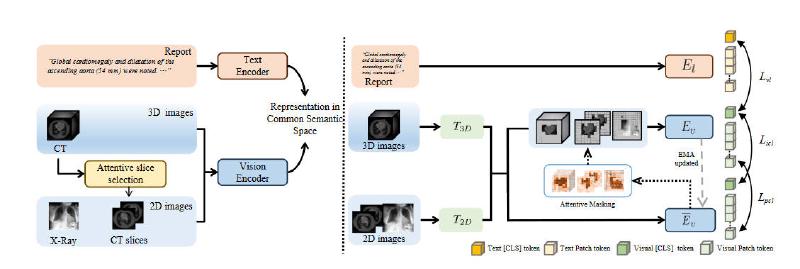 Report
"Global cardiomegaly and dilatation of the
ascending aorta (54 mm) were noted. ⋯"
Text
Encoder
3D images
CT
Attentive slice
selection
2D images
X-Ray
CT slices
Representation in
Common Semantic
Space
Vision
Encoder
"Global
cardiomegaly
and dilatation
of the
ascending
aorta (54
mm) were noted.
⋯"
Report
E_l
3D images
T_{3D}
E_v
EMA
updated
Attentive Masking
2D images
T_{2D}
\overline{E}_v
L_{vl}
L_{icl}
L_{pcl}
Text [CLS] token
Text Patch token
Visual [CLS] token
Visual Patch token